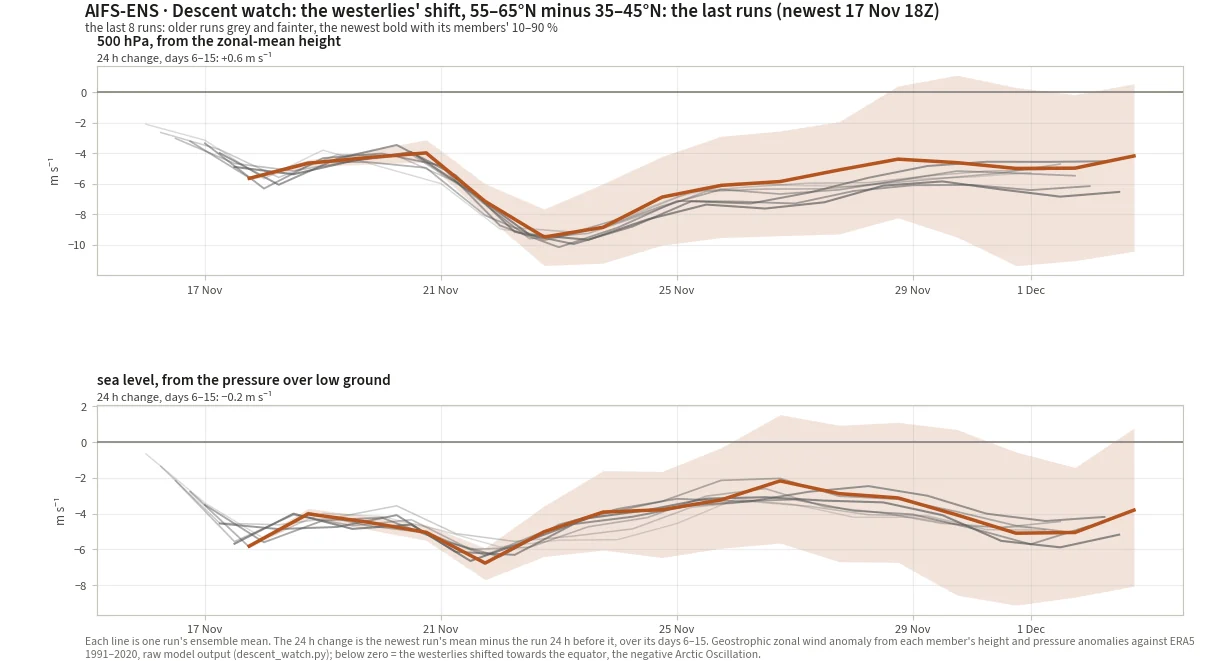 AIFS-ENS · Descent watch: the westerlies' shift, 55–65°N minus 35–45°N: the last runs (newest 17 Nov 18Z)
the last 8 runs: older runs grey and fainter, the newest bold with its members' 10–90 %
500 hPa, from the zonal-mean height
24 h change, days 6–15: +0.6 m s⁻¹
0
−2
−4
−6
−8
−10
m s⁻¹
17 Nov 21 Nov 25 Nov 29 Nov 1 Dec
sea level, from the pressure over low ground
24 h change, days 6–15: −0.2 m s⁻¹
2
0
−2
−4
−6
−8
m s⁻¹
17 Nov 21 Nov 25 Nov 29 Nov 1 Dec
Each line is one run's ensemble mean. The 24 h change is the newest run's mean minus the run 24 h before it, over its days 6–15. Geostrophic zonal wind anomaly from each member's height and pressure anomalies against ERA5
1991–2020, raw model output (descent_watch.py); below zero = the westerlies shifted towards the equator, the negative Arctic Oscillation.